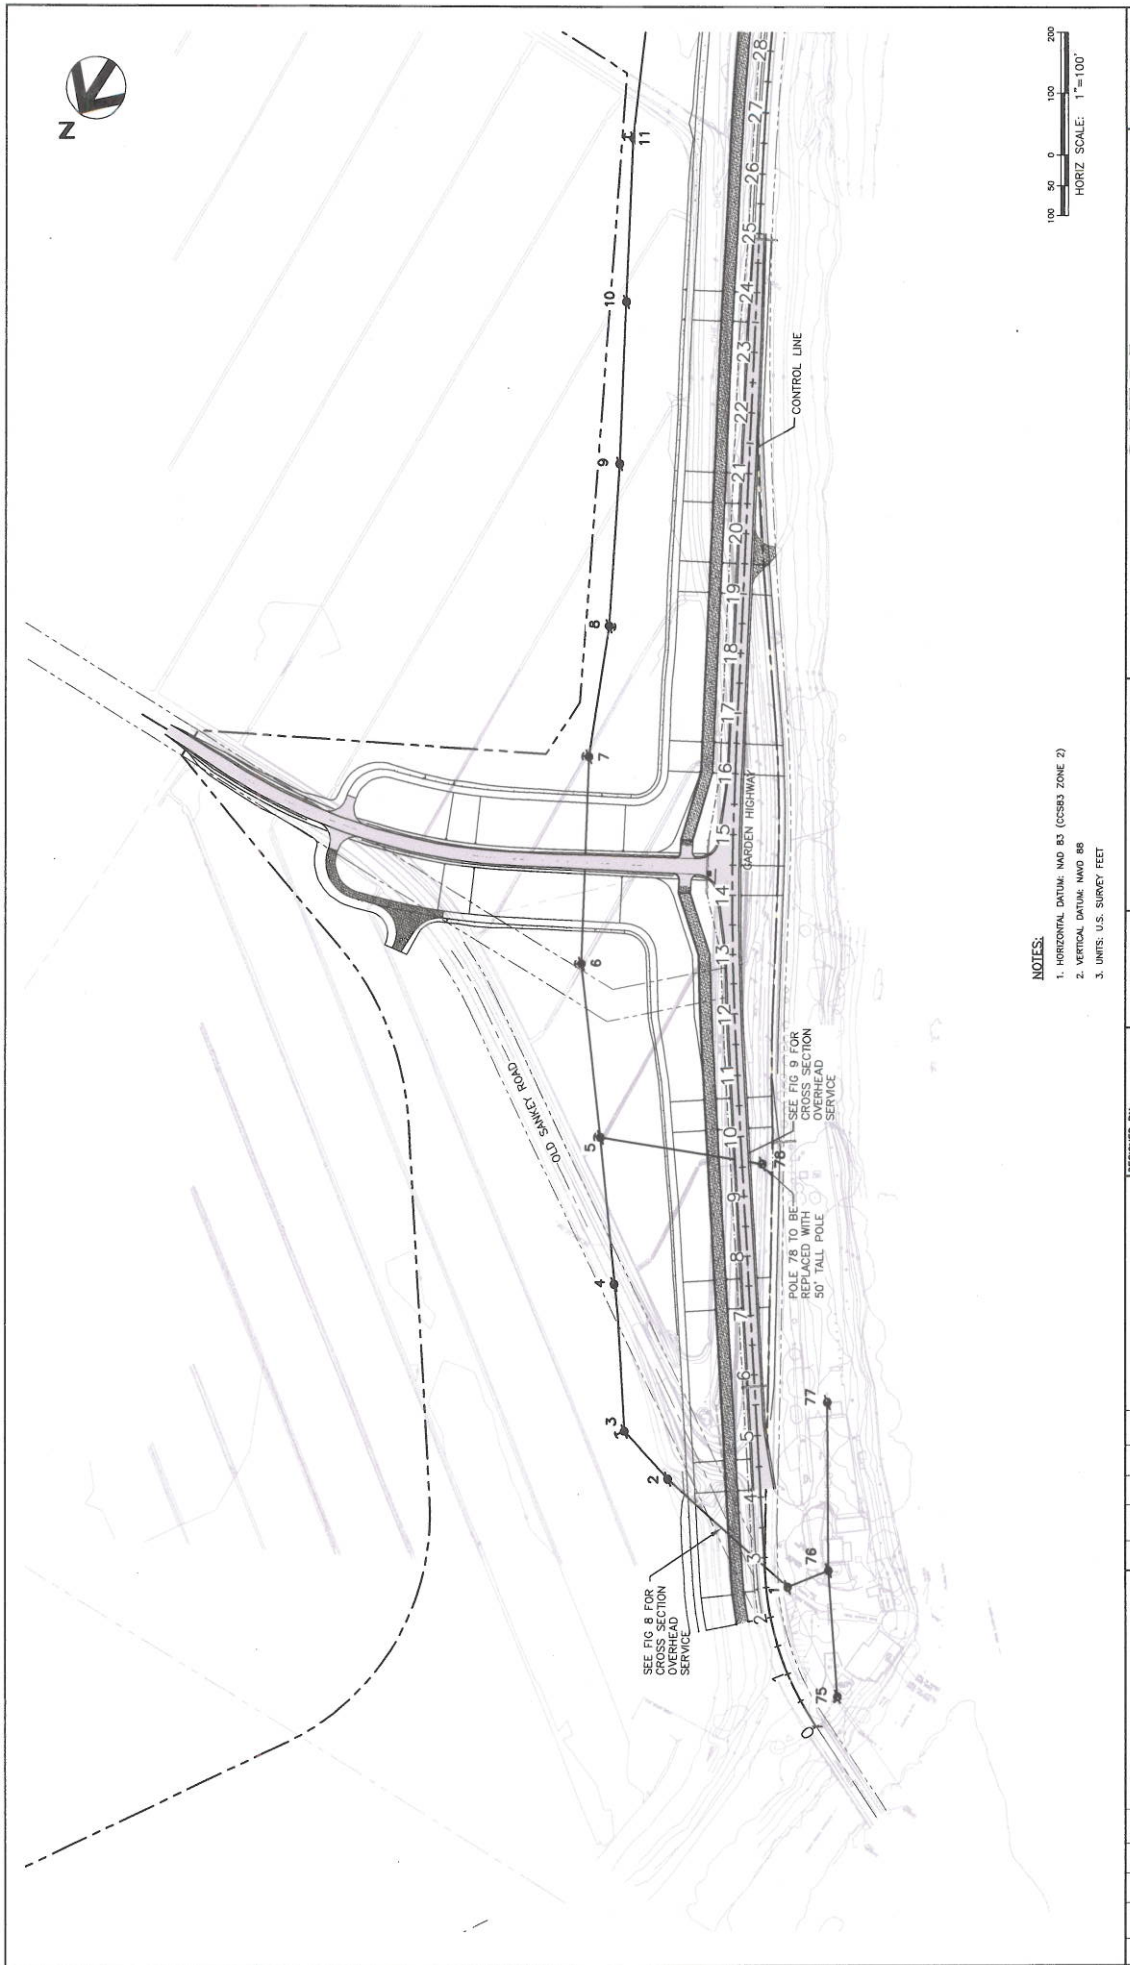 Z
11
10
9
8
7
6
5
4
3
2
1
28
27
26
25
24
23
22
21
20
19
18
17
16
15
14
13
12
11
10
9
8
7
6
5
4
3
2
1
0
CONTROL LINE
GARDEN HIGHWAY
OLD SANKEY ROAD
SEE FIG 9 FOR
CROSS SECTION
OVERHEAD
SERVICE
78
POLE 78 TO BE
REPLACED WITH
50' TALL POLE
77
76
75
SEE FIG 8 FOR
CROSS SECTION
OVERHEAD
SERVICE
NOTES:
1. HORIZONTAL DATUM: NAD 83 (CCS83 ZONE 2)
2. VERTICAL DATUM: NAVD 88
3. UNITS: U.S. SURVEY FEET
100 50 0 100 200
HORIZ SCALE: 1"=100'